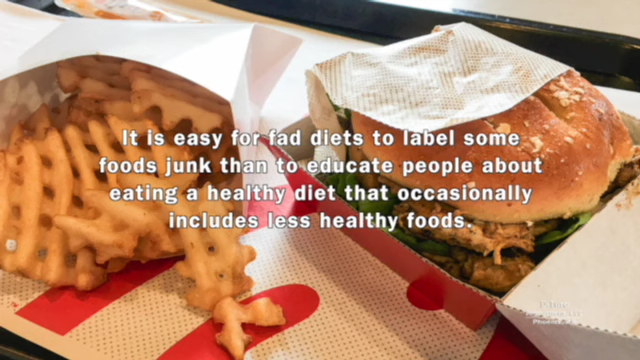 It is easy for fad diets to label some
foods junk than to educate people about
eating a healthy diet that occasionally
includes less healthy foods.